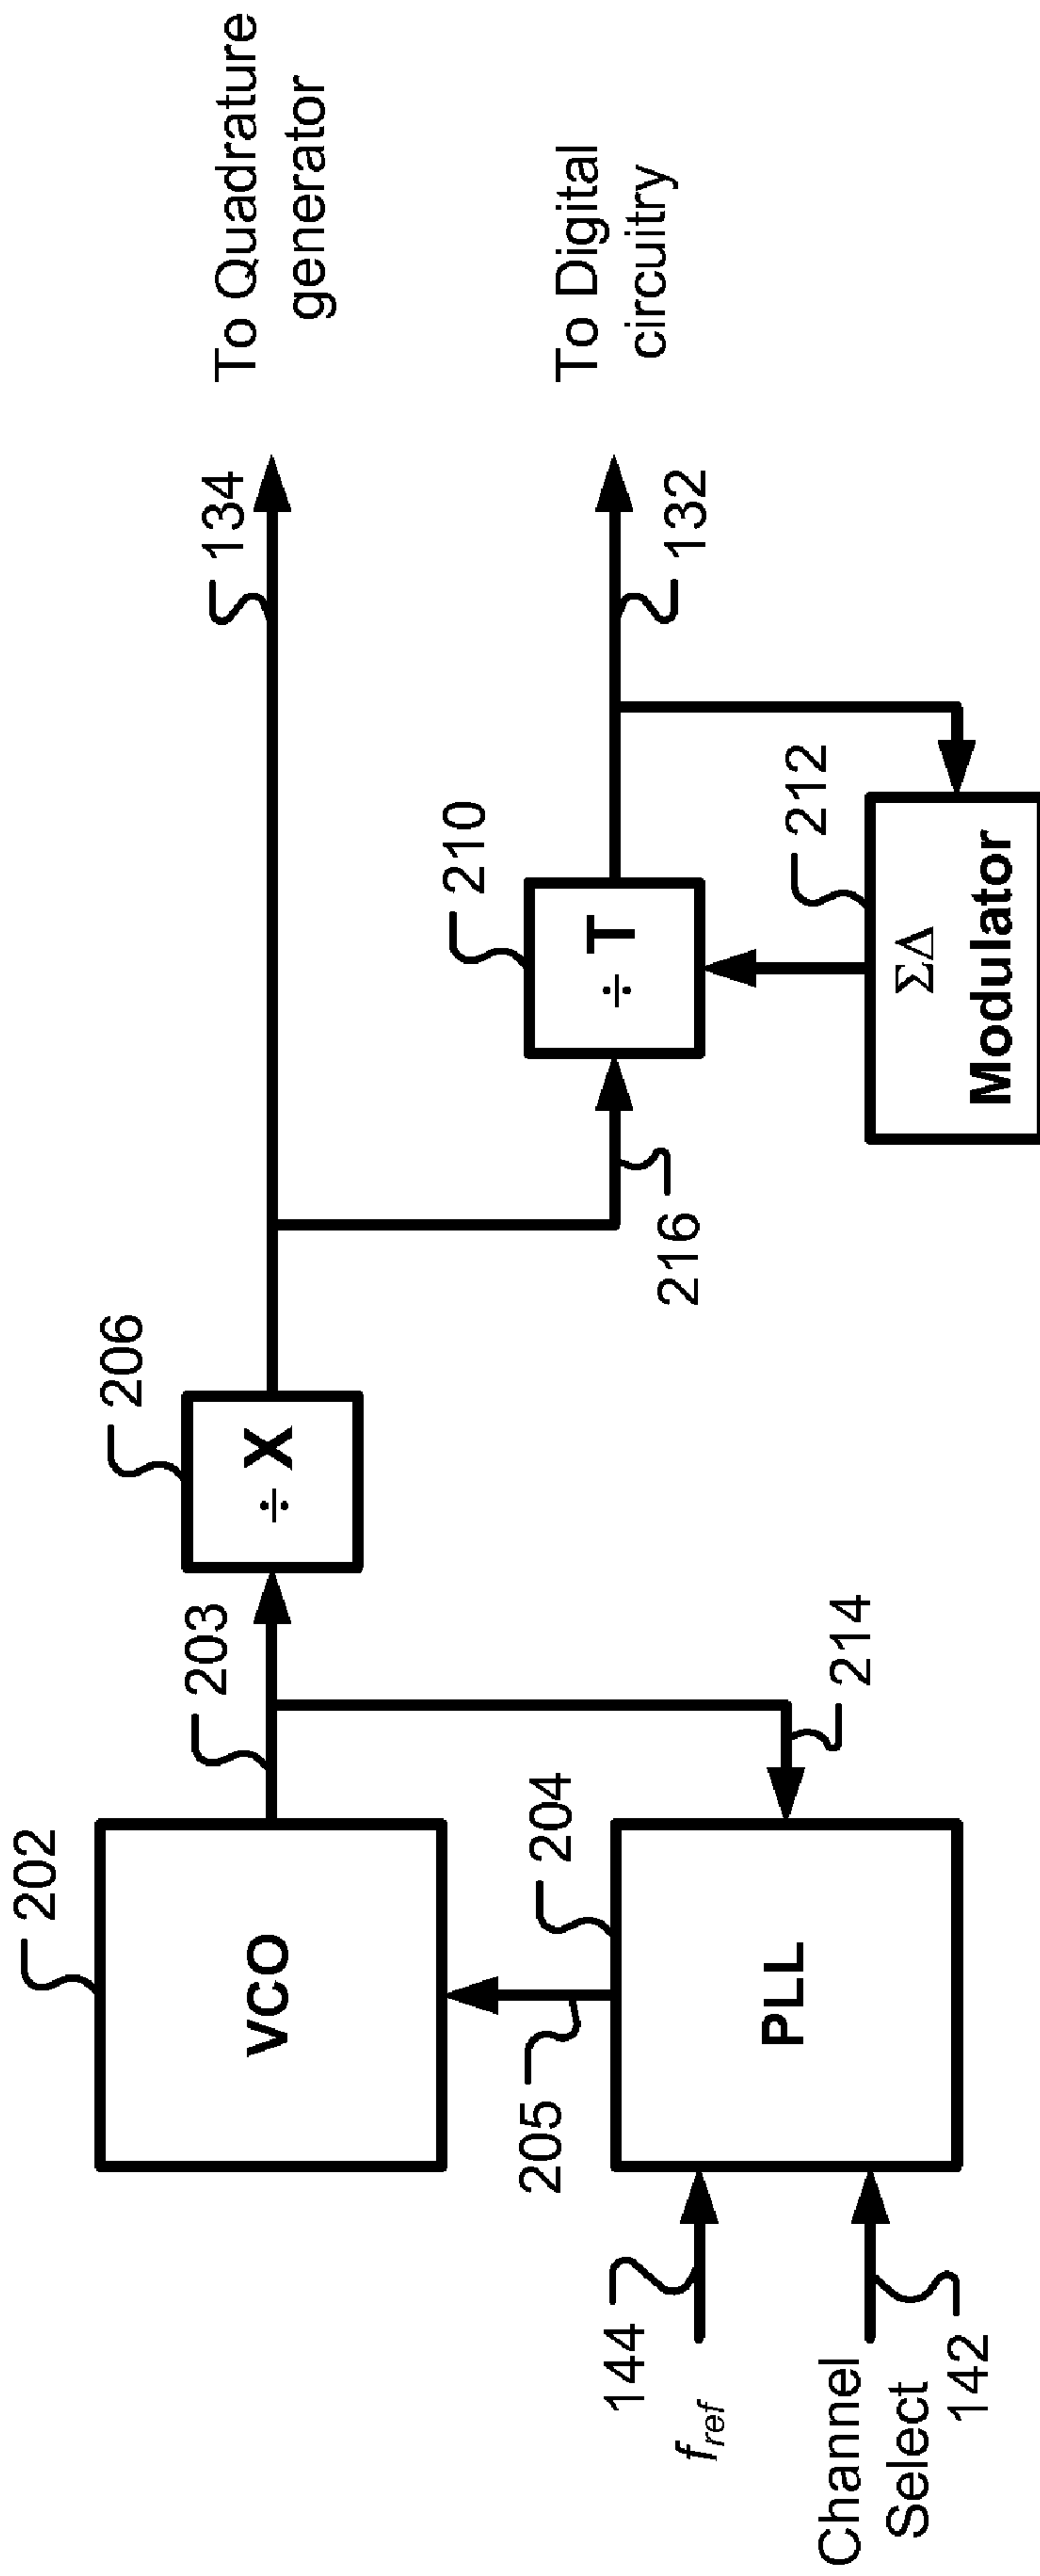 202
VCO
203
206
÷ X
134
To Quadrature
generator
205
204
PLL
214
144
f_ref
Channel
Select
142
216
210
÷ T
132
To Digital
circuitry
212
ΣΔ
Modulator